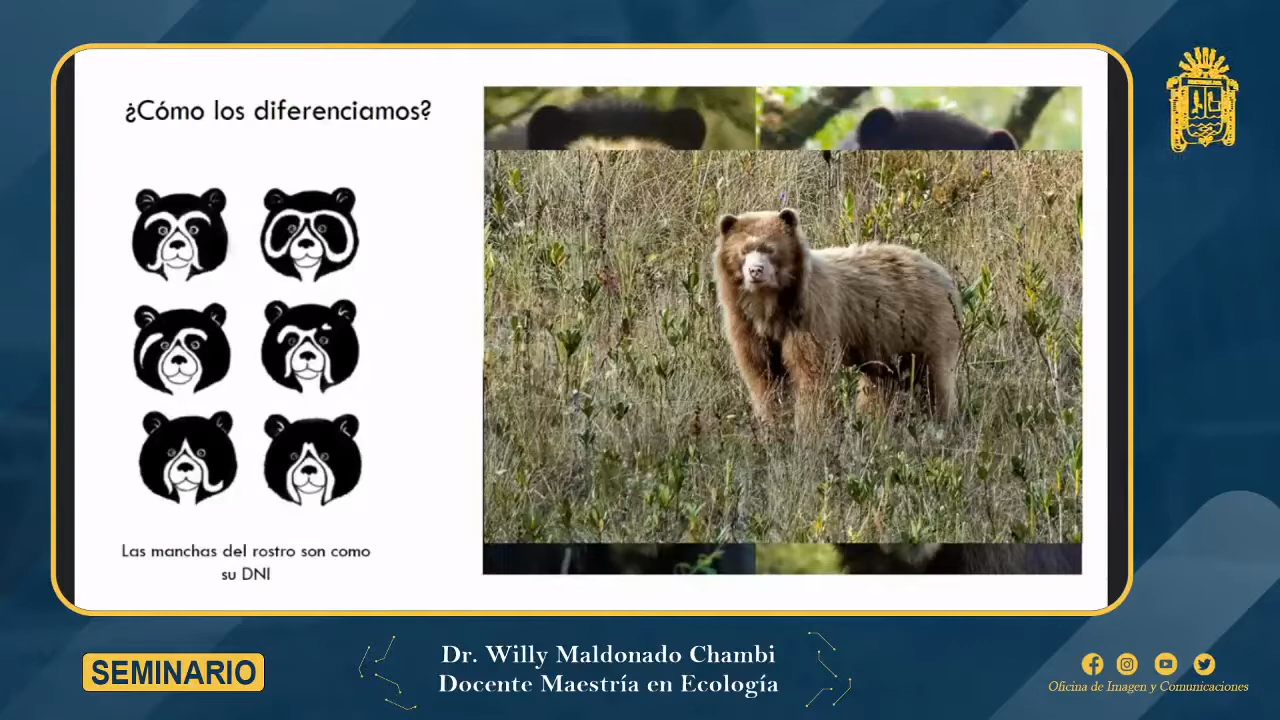 ¿Cómo los diferenciamos?
Las manchas del rostro son como
su DNI
SEMINARIO
Dr. Willy Maldonado Chambi
Docente Maestría en Ecología
Oficina de Imagen y Comunicaciones